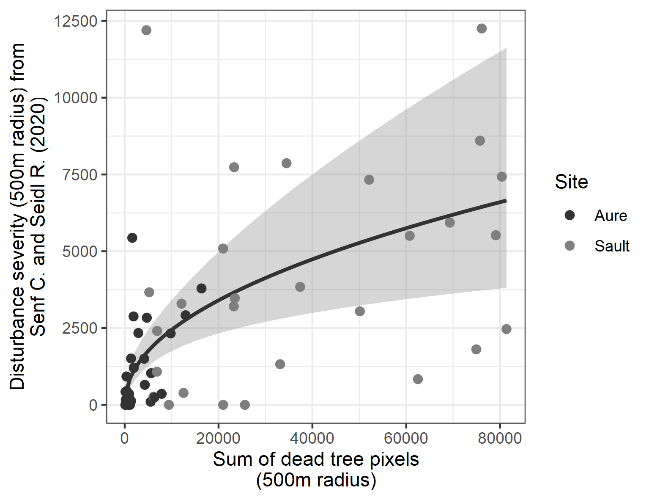 12500
10000
7500
5000
2500
0
Disturbance severity (500m radius) from
Senf C. and Seidl R. (2020)
0 20000 40000 60000 80000
Sum of dead tree pixels
(500m radius)
Site
Aure
Sault